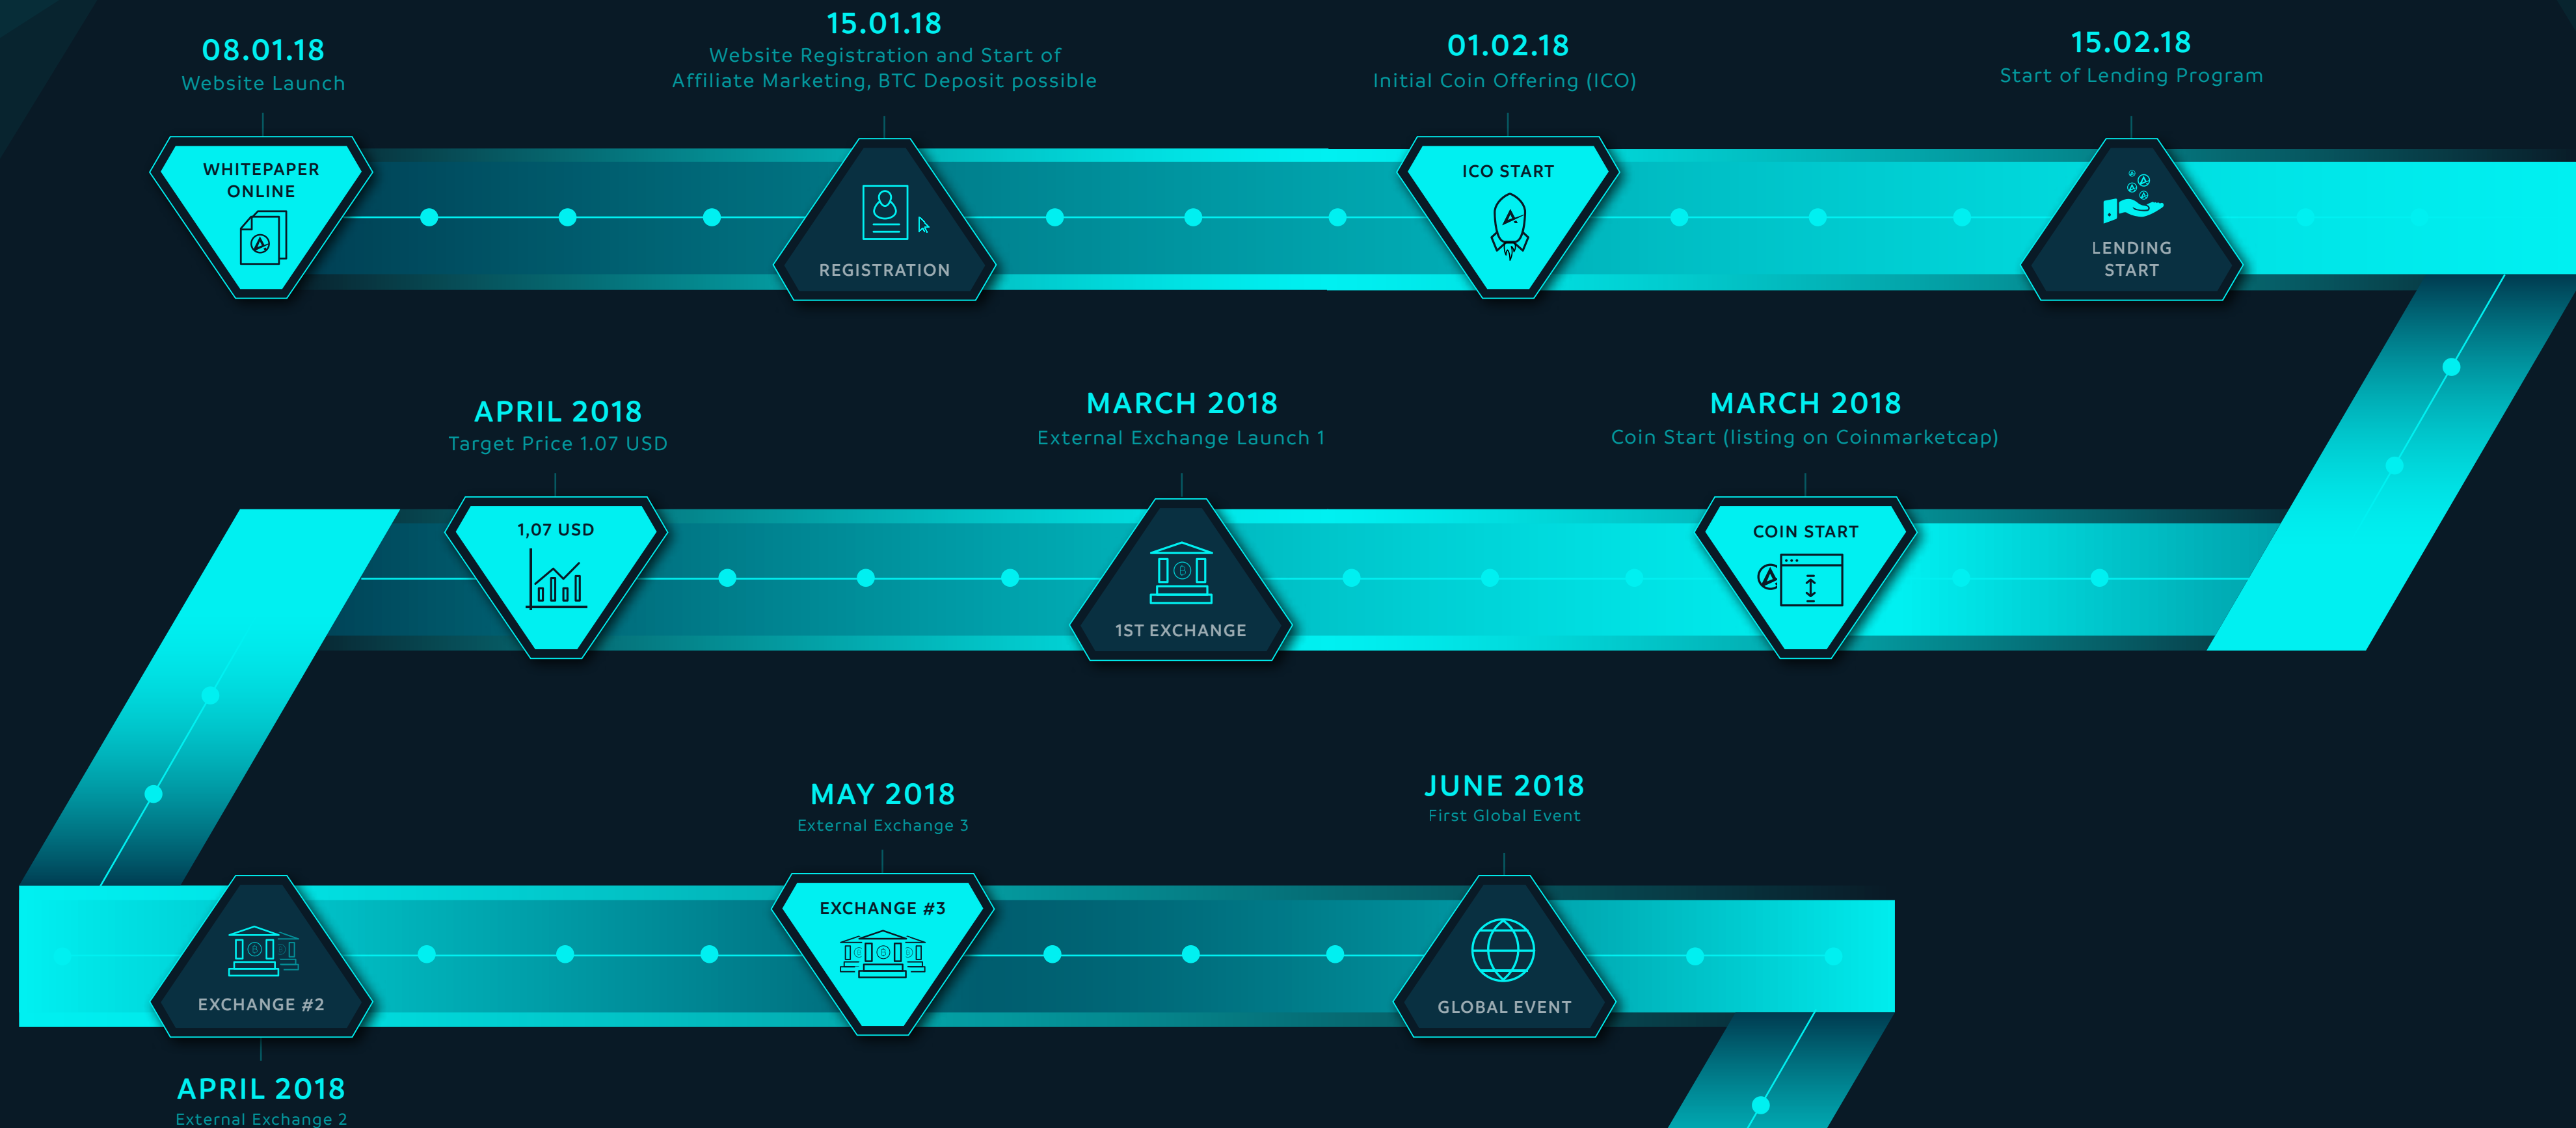 08.01.18
Website Launch
WHITEPAPER
ONLINE
15.01.18
Website Registration and Start of
Affiliate Marketing, BTC Deposit possible
REGISTRATION
01.02.18
Initial Coin Offering (ICO)
ICO START
15.02.18
Start of Lending Program
LENDING
START
APRIL 2018
Target Price 1.07 USD
1,07 USD
MARCH 2018
External Exchange Launch 1
1ST EXCHANGE
MARCH 2018
Coin Start (listing on Coinmarketcap)
COIN START
EXCHANGE #2
APRIL 2018
External Exchange 2
MAY 2018
External Exchange 3
EXCHANGE #3
JUNE 2018
First Global Event
GLOBAL EVENT